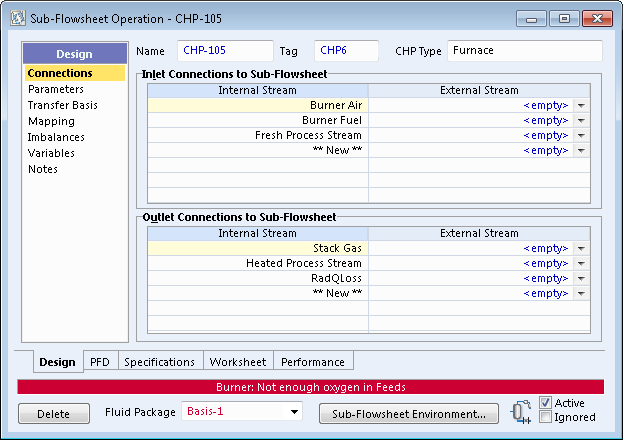 Sub-Flowsheet Operation - CHP-105
Design
Connections
Parameters
Transfer Basis
Mapping
Imbalances
Variables
Notes
Name CHP-105 Tag CHP6 CHP Type Furnace
Inlet Connections to Sub-Flowsheet
Internal Stream External Stream
Burner Air <empty>
Burner Fuel <empty>
Fresh Process Stream <empty>
** New ** <empty>
Outlet Connections to Sub-Flowsheet
Internal Stream External Stream
Stack Gas <empty>
Heated Process Stream <empty>
RadQLoss <empty>
** New ** <empty>
Design PFD Specifications Worksheet Performance
Burner: Not enough oxygen in Feeds
Delete Fluid Package Basis-1 Sub-Flowsheet Environment... Active
Ignored